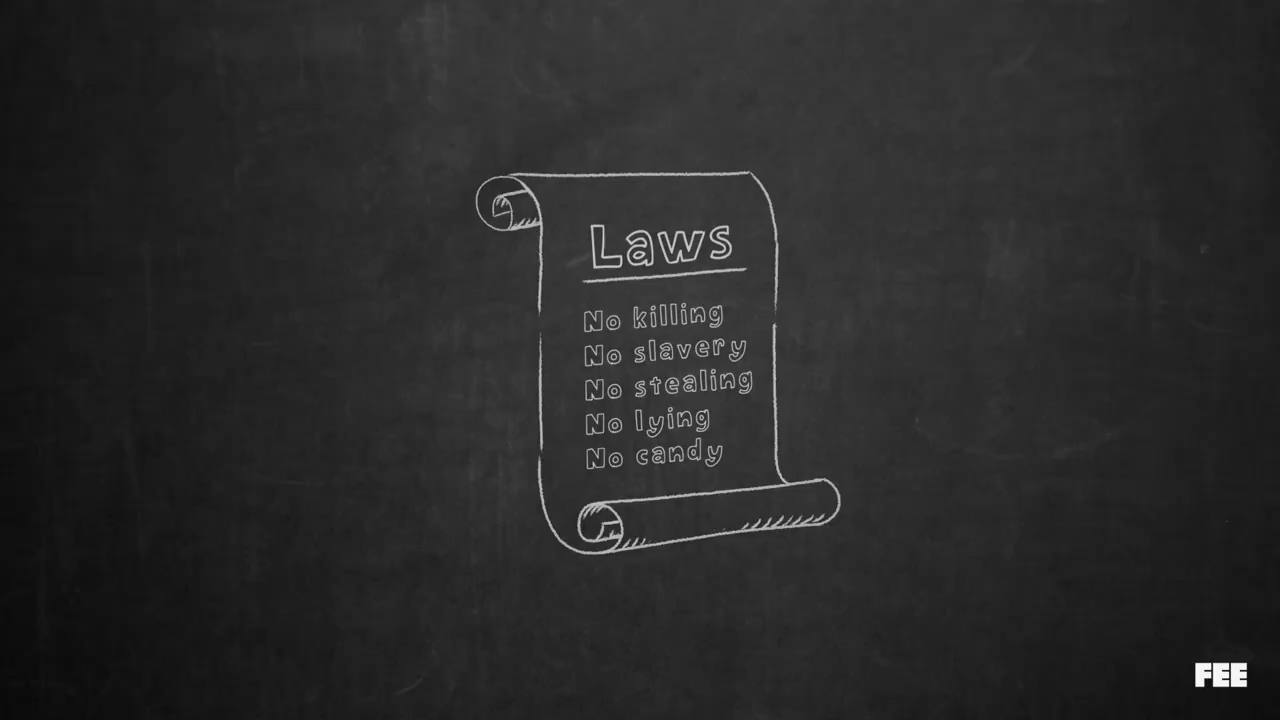 Laws
No killing
No slavery
No stealing
No lying
No candy
FEE